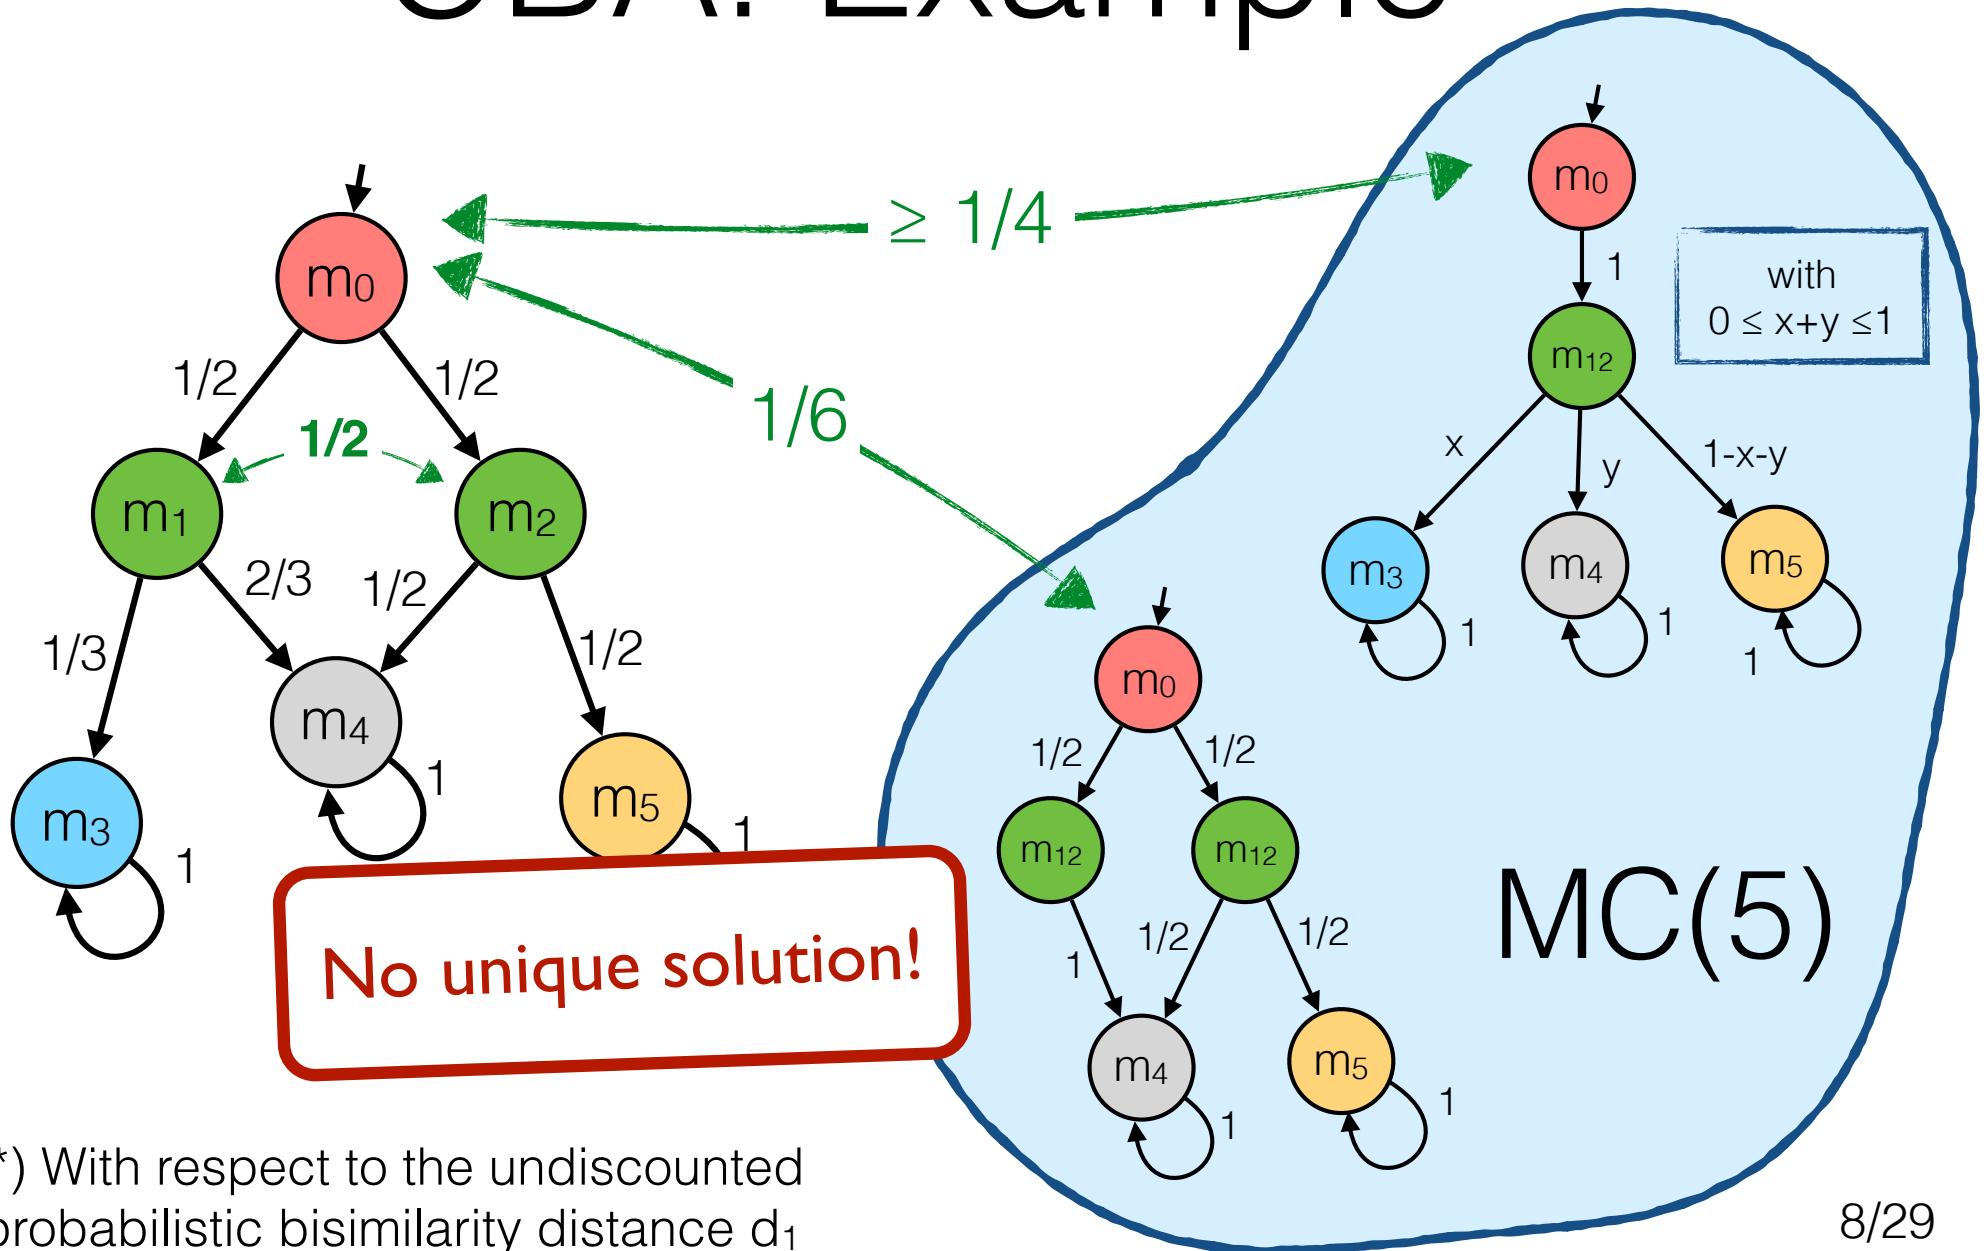 CBA: Example
m0
1/2
1/2
1/2
m1
m2
1/3
2/3
1/2
1/2
m3
m4
m5
1
1
1
≥ 1/4
1/6
m0
1
with
0 ≤ x+y ≤1
m12
x
y
1-x-y
m3
m4
m5
1
1
1
m0
1/2
1/2
m12
m12
1
1/2
1/2
m4
m5
1
1
MC(5)
No unique solution!
*) With respect to the undiscounted
probabilistic bisimilarity distance d1
8/29